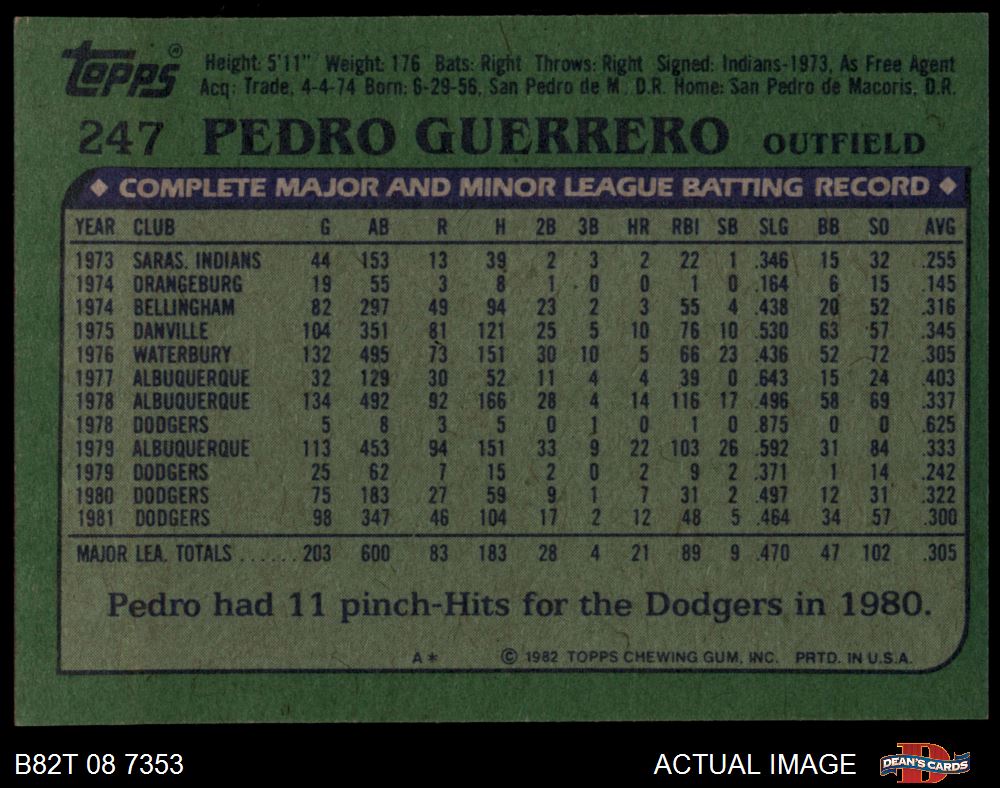 Topps® Height: 5'11" Weight: 176 Bats: Right Throws: Right Signed: Indians-1973, As Free Agent
Acq: Trade, 4-4-74 Born: 6-29-56, San Pedro de M. D.R. Home: San Pedro de Macoris, D.R.
247 PEDRO GUERRERO OUTFIELD
◆ COMPLETE MAJOR AND MINOR LEAGUE BATTING RECORD ◆
YEAR CLUB G AB R H 2B 3B HR RBI SB SLG BB SO AVG
1973 SARAS. INDIANS 44 153 13 39 2 3 2 22 1 .346 15 32 .255
1974 ORANGEBURG 19 55 3 8 1 0 0 1 0 .164 6 15 .145
1974 BELLINGHAM 82 297 49 94 23 2 3 55 4 .438 20 52 .316
1975 DANVILLE 104 351 81 121 25 5 10 76 10 .530 63 57 .345
1976 WATERBURY 132 495 73 151 30 10 5 66 23 .436 52 72 .305
1977 ALBUQUERQUE 32 129 30 52 11 4 4 39 0 .643 15 24 .403
1978 ALBUQUERQUE 134 492 92 166 28 4 14 116 17 .496 58 69 .337
1978 DODGERS 5 8 3 5 0 1 0 1 0 .875 0 0 .625
1979 ALBUQUERQUE 113 453 94 151 33 9 22 103 26 .592 31 84 .333
1979 DODGERS 25 62 7 15 2 0 2 9 2 .371 1 14 .242
1980 DODGERS 75 183 27 59 9 1 7 31 2 .497 12 31 .322
1981 DODGERS 98 347 46 104 17 2 12 48 5 .464 34 57 .300
MAJOR LEA. TOTALS ...... 203 600 83 183 28 4 21 89 9 .470 47 102 .305
Pedro had 11 pinch-Hits for the Dodgers in 1980.
A* © 1982 TOPPS CHEWING GUM, INC. PRTD. IN U.S.A.
B82T 08 7353 ACTUAL IMAGE DEAN'S CARDS